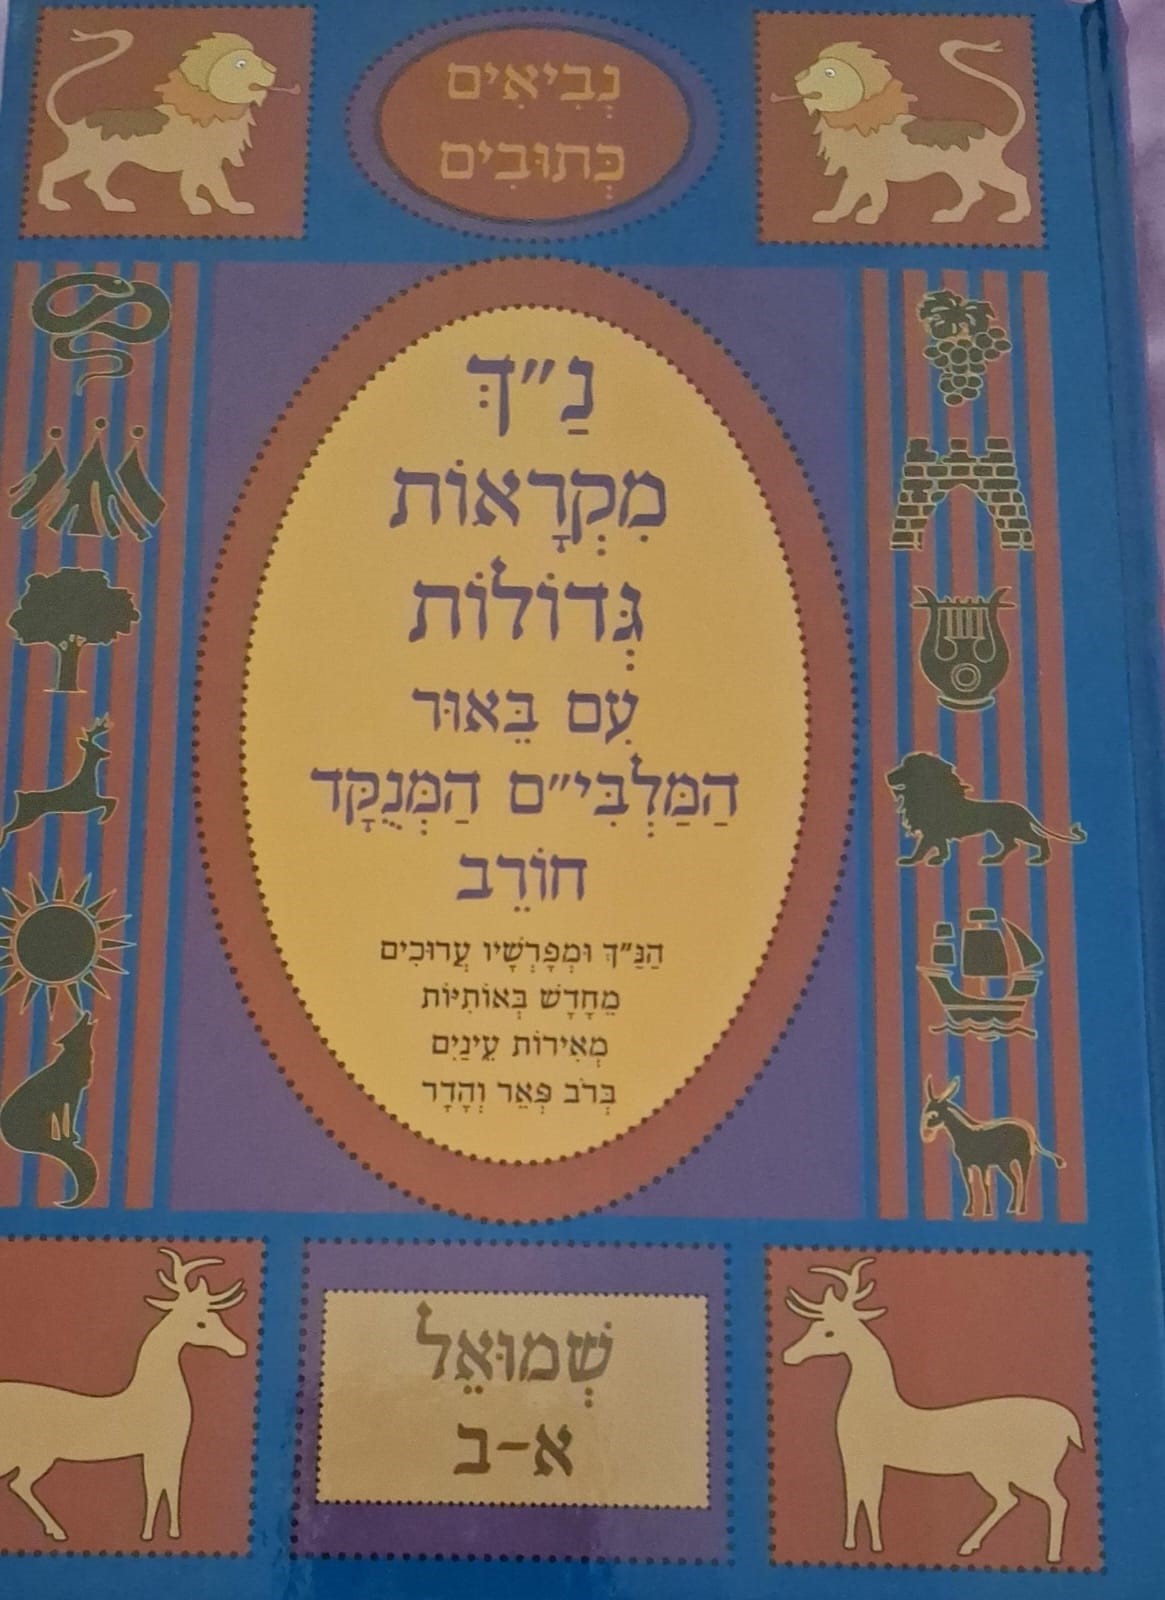 נְבִיאִים
כְּתוּבִים
נַ״ךְ
מִקְרָאוֹת
גְּדוֹלוֹת
עִם בֵּאוּר
הַמַּלְבִּי״ם הַמְּנֻקָּד
חוֹרֵב
הַנַּ״ךְ וּמְפָרְשָׁיו עֲרוּכִים
מֵחָדָשׁ בְּאוֹתִיּוֹת
מְאִירוֹת עֵינַיִם
בְּרֹב פְּאֵר וְהָדָר
שְׁמוּאֵל
א-ב